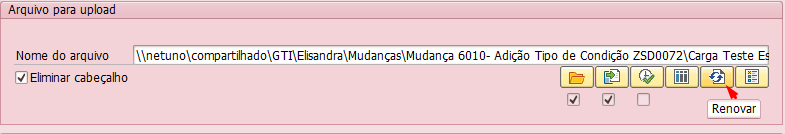 Arquivo para upload
Nome do arquivo \\netuno\compartilhado\GTI\Elisandra\Mudanças\Mudança 6010- Adição Tipo de Condição ZSD0072\Carga Teste Es
Eliminar cabeçalho
Renovar